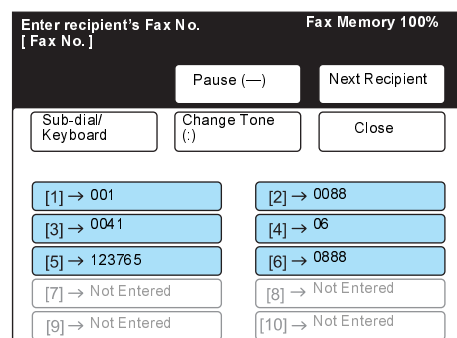 Enter recipient's Fax No.
Fax Memory 100%
[ Fax No. ]
Pause (—)
Next Recipient
Sub-dial/
Keyboard
Change Tone
(:)
Close
[1] → 001
[2] → 0088
[3] → 0041
[4] → 06
[5] → 123765
[6] → 0888
[7] → Not Entered
[8] → Not Entered
[9] → Not Entered
[10] → Not Entered